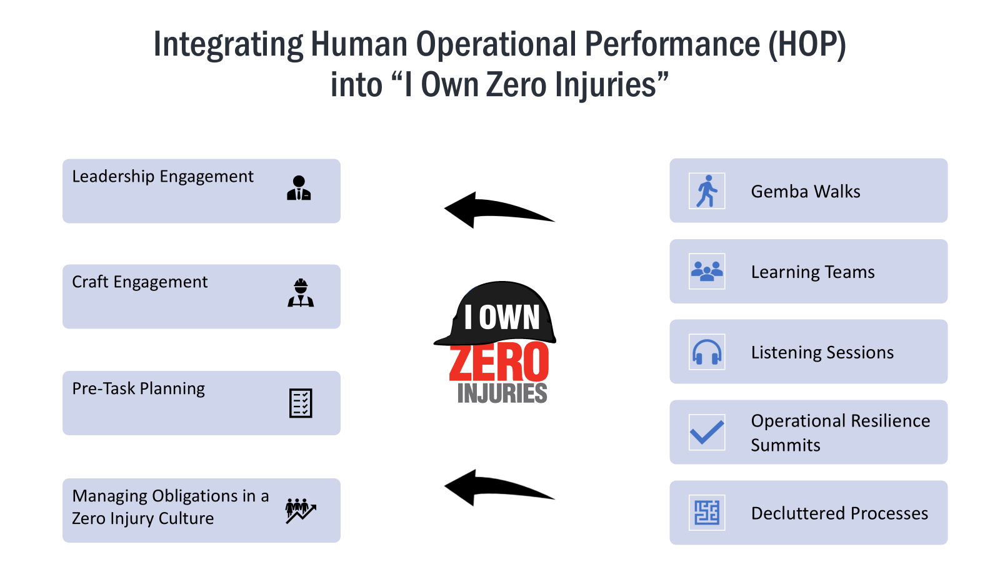 Integrating Human Operational Performance (HOP)
into “I Own Zero Injuries”
Leadership Engagement
Craft Engagement
Pre-Task Planning
Managing Obligations in a
Zero Injury Culture
I OWN
ZERO
INJURIES
Gemba Walks
Learning Teams
Listening Sessions
Operational Resilience
Summits
Decluttered Processes